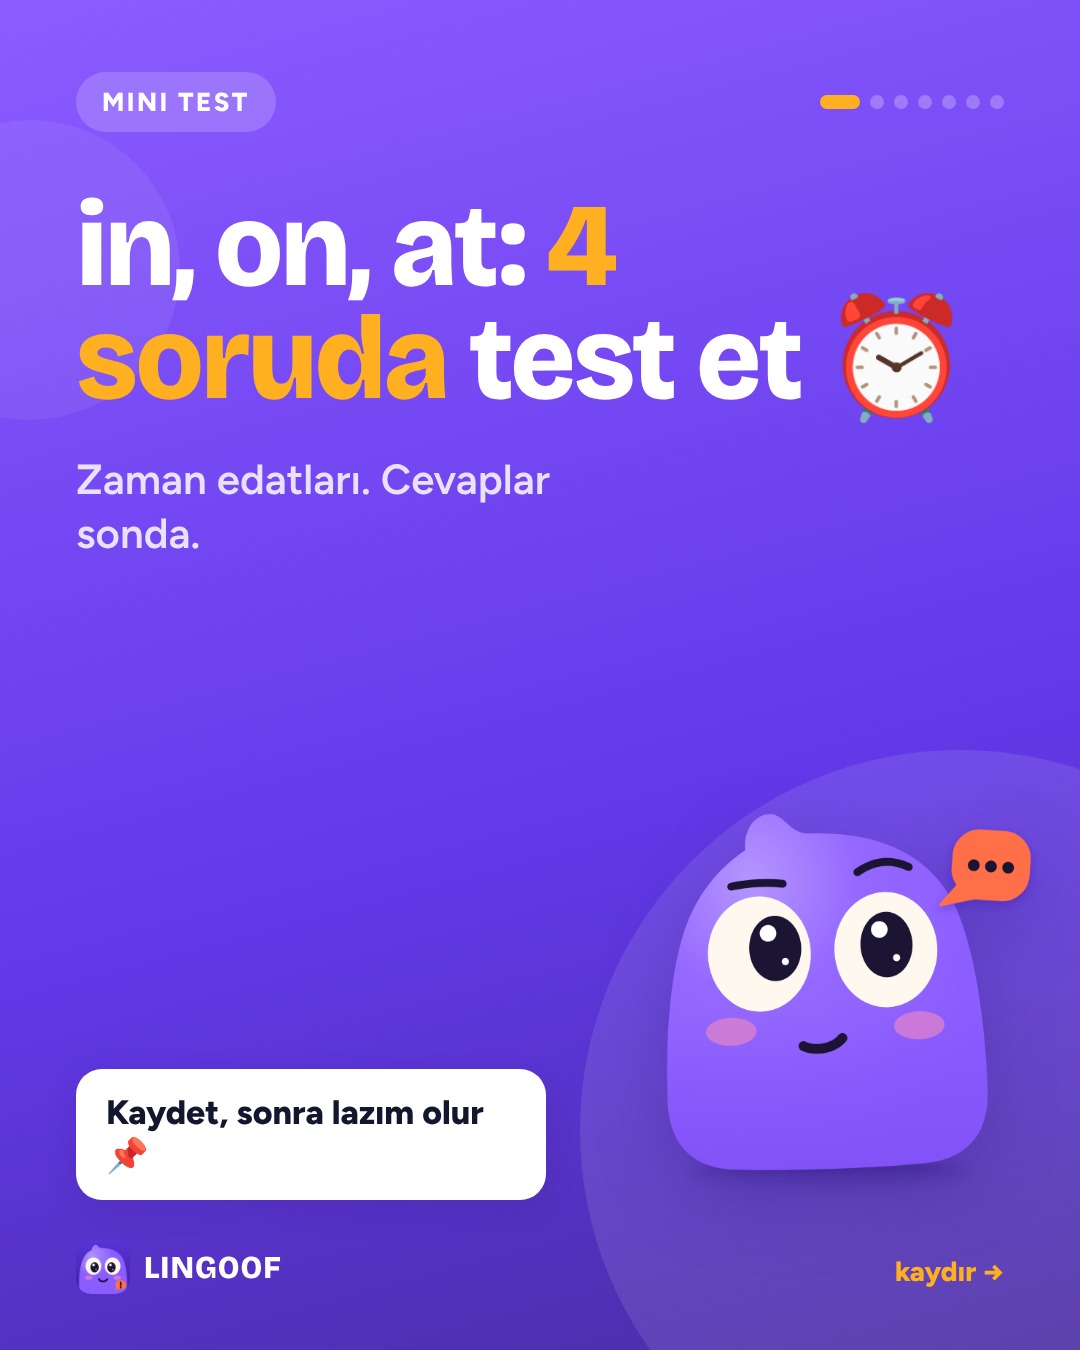 MINI TEST
in, on, at: 4
soruda test et ⏰
Zaman edatları. Cevaplar
sonda.
Kaydet, sonra lazım olur
📌
LINGOOF
kaydır →